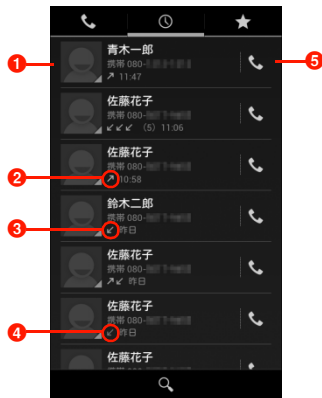 青木一郎
1
5
携帯 080-
11:47
佐藤花子
携帯 080-
(5) 11:06
佐藤花子
携帯 080-
2
10:58
鈴木二郎
携帯 080-
3
昨日
佐藤花子
携帯 080-
昨日
佐藤花子
携帯 080-
4
昨日
佐藤花子